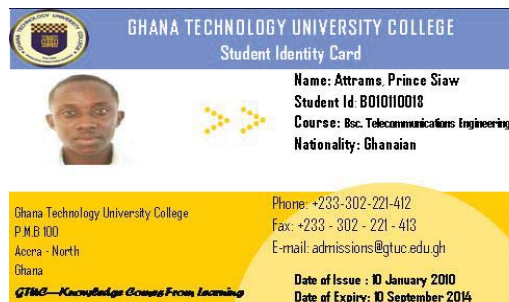 GHANA TECHNOLOGY UNIVERSITY COLLEGE
Student Identity Card
Name: Attrams, Prince Siaw
Student Id: B010110018
Course: Bsc. Telecommunications Engineering
Nationality: Ghanaian
Ghana Technology University College
P.M.B 100
Accra - North
Ghana
GTUC—Knowledge Comes From Learning
Phone: +233-302-221-412
Fax: +233 - 302 - 221 - 413
E-mail: admissions@gtuc.edu.gh
Date of Issue : 10 January 2010
Date of Expiry: 10 September 2014